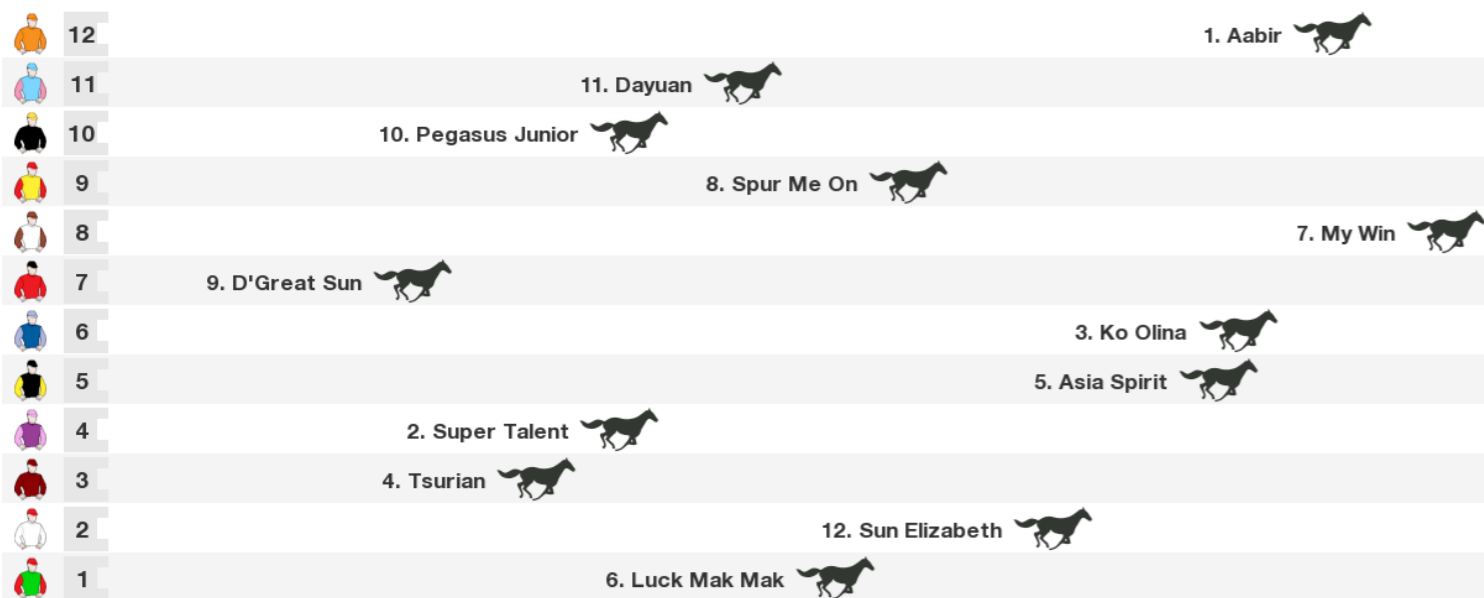 12 1. Aabir
11 11. Dayuan
10 10. Pegasus Junior
9 8. Spur Me On
8 7. My Win
7 9. D'Great Sun
6 3. Ko Olina
5 5. Asia Spirit
4 2. Super Talent
3 4. Tsurian
2 12. Sun Elizabeth
1 6. Luck Mak Mak